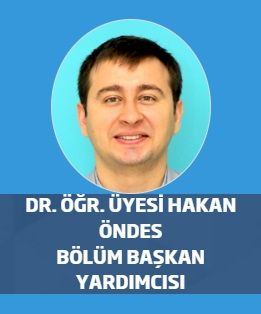 DR. ÖĞR. ÜYESİ HAKAN
ÖNDES
BÖLÜM BAŞKAN
YARDIMCISI